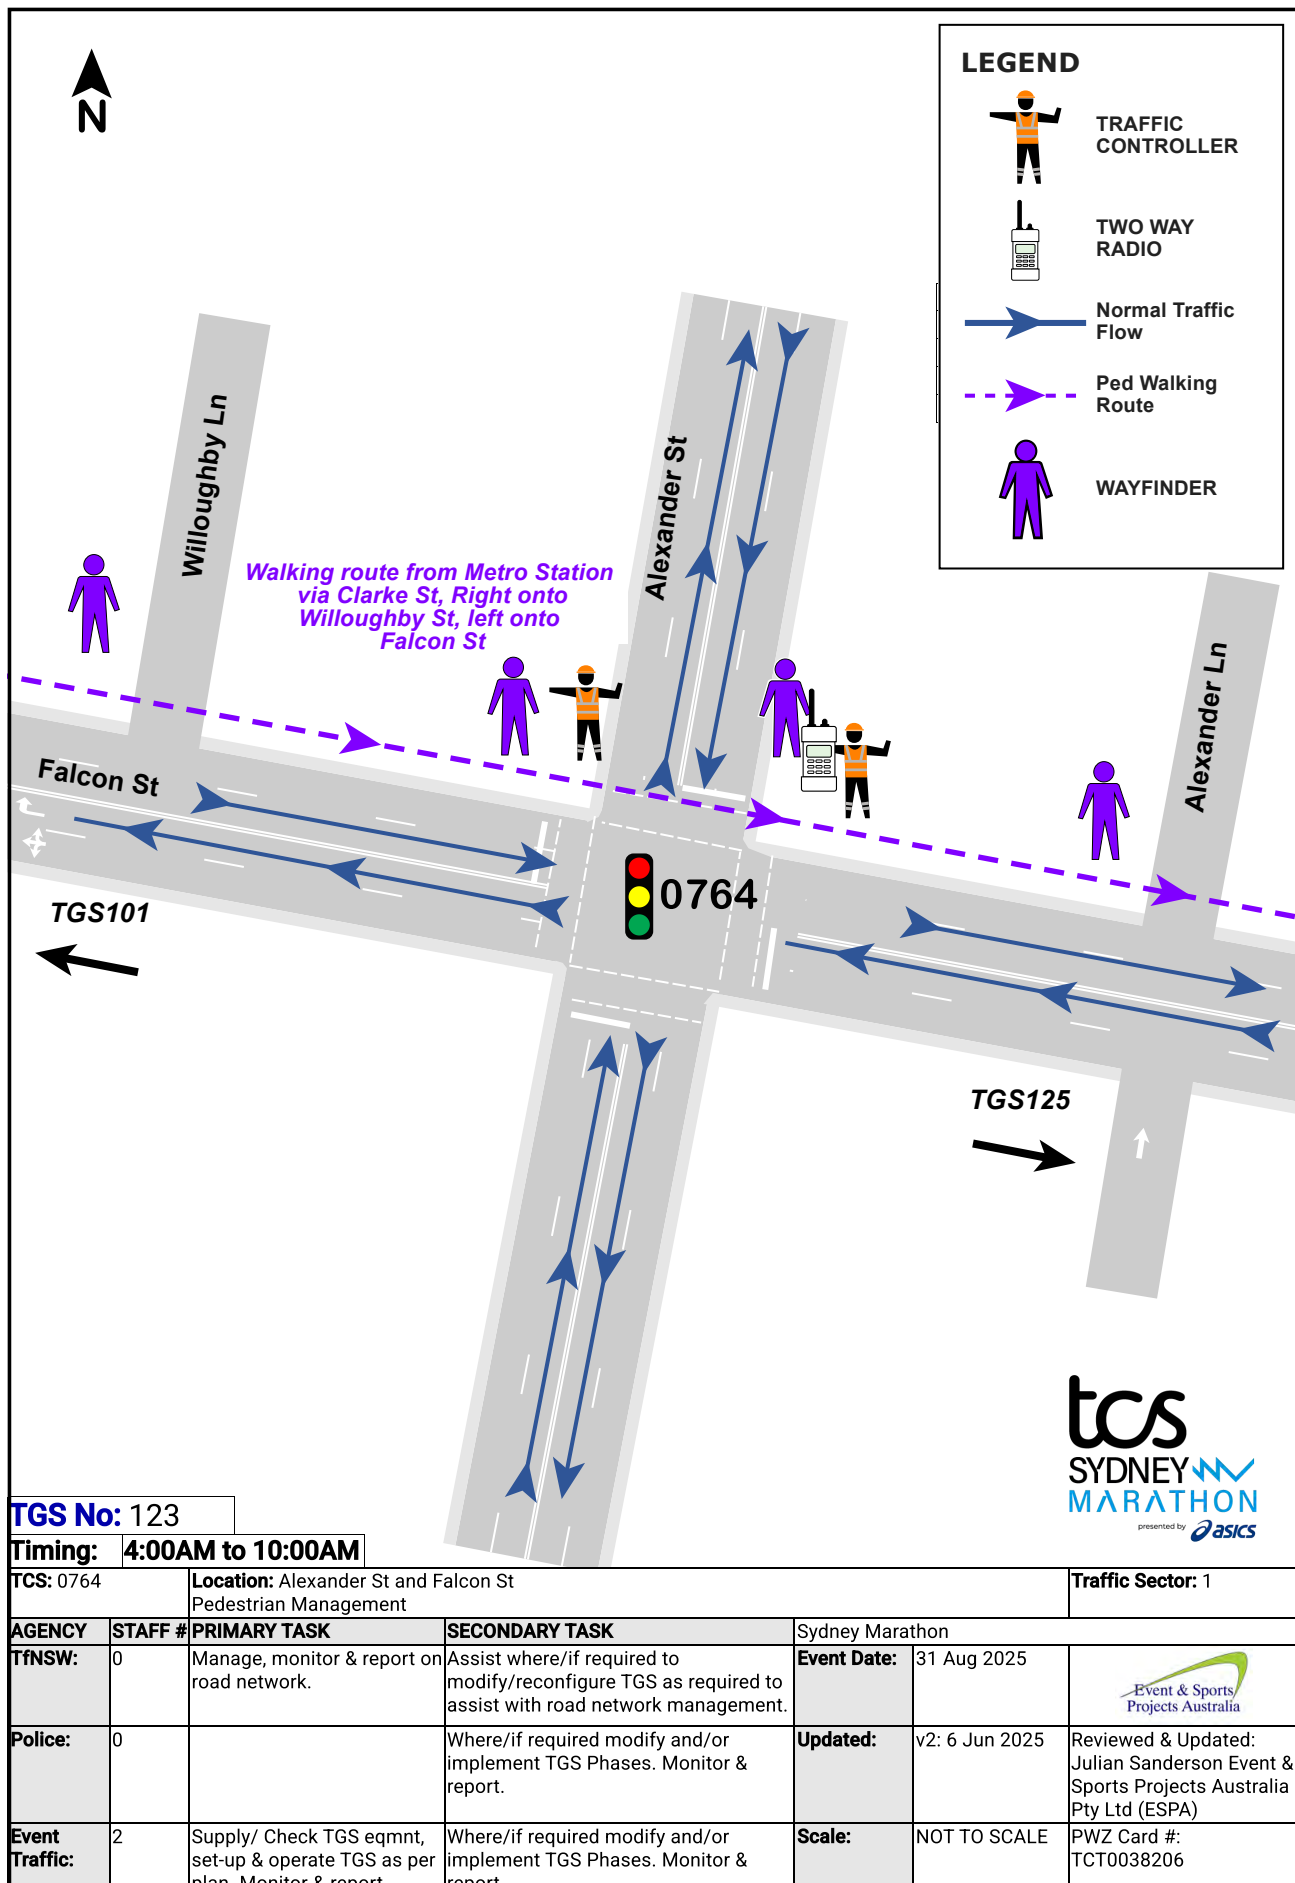 N
LEGEND
TRAFFIC
CONTROLLER
TWO WAY
RADIO
Normal Traffic
Flow
Ped Walking
Route
WAYFINDER
Willoughby Ln
Alexander St
Walking route from Metro Station
via Clarke St, Right onto
Willoughby St, left onto
Falcon St
Alexander Ln
Falcon St
0764
TGS101
TGS125
tcs
SYDNEY
MARATHON
presented by asics
TGS No: 123
Timing: 4:00AM to 10:00AM
TCS: 0764
Location: Alexander St and Falcon St
Pedestrian Management
Traffic Sector: 1
AGENCY STAFF # PRIMARY TASK SECONDARY TASK Sydney Marathon
TfNSW: 0
Manage, monitor & report on
road network.
Assist where/if required to
modify/reconfigure TGS as required to
assist with road network management.
Event Date: 31 Aug 2025
Event & Sports
Projects Australia
Police: 0
Where/if required modify and/or
implement TGS Phases. Monitor &
report.
Updated: v2: 6 Jun 2025
Reviewed & Updated:
Julian Sanderson Event &
Sports Projects Australia
Pty Ltd (ESPA)
Event
Traffic:
2
Supply/ Check TGS eqmnt,
set-up & operate TGS as per
plan. Monitor & report
Where/if required modify and/or
implement TGS Phases. Monitor &
report
Scale: NOT TO SCALE
PWZ Card #:
TCT0038206